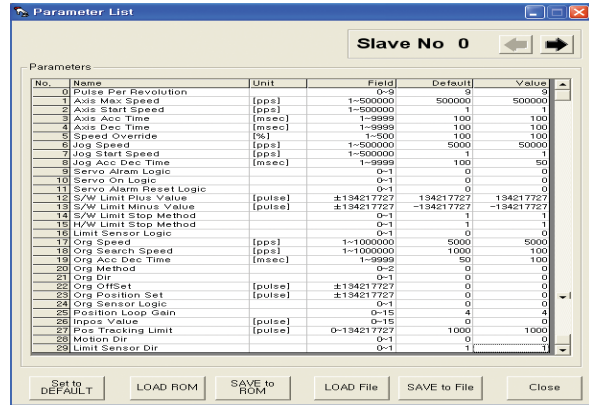 Parameter List
Slave No 0
Parameters
No. Name Unit Field Default Value
0 Pulse Per Revolution 0~9 9 9
1 Axis Max Speed [pps] 1~500000 500000 500000
2 Axis Start Speed [pps] 1~500000 1 1
3 Axis Acc Time [msec] 1~9999 100 100
4 Axis Dec Time [msec] 1~9999 100 100
5 Speed Override [%] 1~500 100 100
6 Jog Speed [pps] 1~500000 5000 5000
7 Jog Start Speed [pps] 1~500000 1 1
8 Jog Acc Dec Time [msec] 1~9999 100 50
9 Servo Alram Logic 0~1 0 0
10 Servo On Logic 0~1 0 0
11 Servo Alarm Reset Logic 0~1 0 0
12 S/W Limit Plus Value [pulse] ±134217727 134217727 134217727
13 S/W Limit Minus Value [pulse] ±134217727 -134217727 -134217727
14 S/W Limit Stop Method 0~1 1 1
15 H/W Limit Stop Method 0~1 1 1
16 Limit Sensor Logic 0~1 0 0
17 Org Speed [pps] 1~1000000 5000 5000
18 Org Search Speed [pps] 1~1000000 1000 100
19 Org Acc Dec Time [msec] 1~9999 50 100
20 Org Method 0~2 0 0
21 Org Dir 0~1 0 0
22 Org OffSet [pulse] ±134217727 0 0
23 Org Position Set [pulse] ±134217727 0 0
24 Org Sensor Logic 0~1 0 0
25 Position Loop Gain 0~15 4 4
26 Inpos Value [pulse] 0~15 0 0
27 Pos Tracking Limit [pulse] 0~134217727 1000 1000
28 Motion Dir 0~1 0 0
29 Limit Sensor Dir 0~1 1 1
Set to DEFAULT LOAD ROM SAVE to ROM LOAD File SAVE to File Close